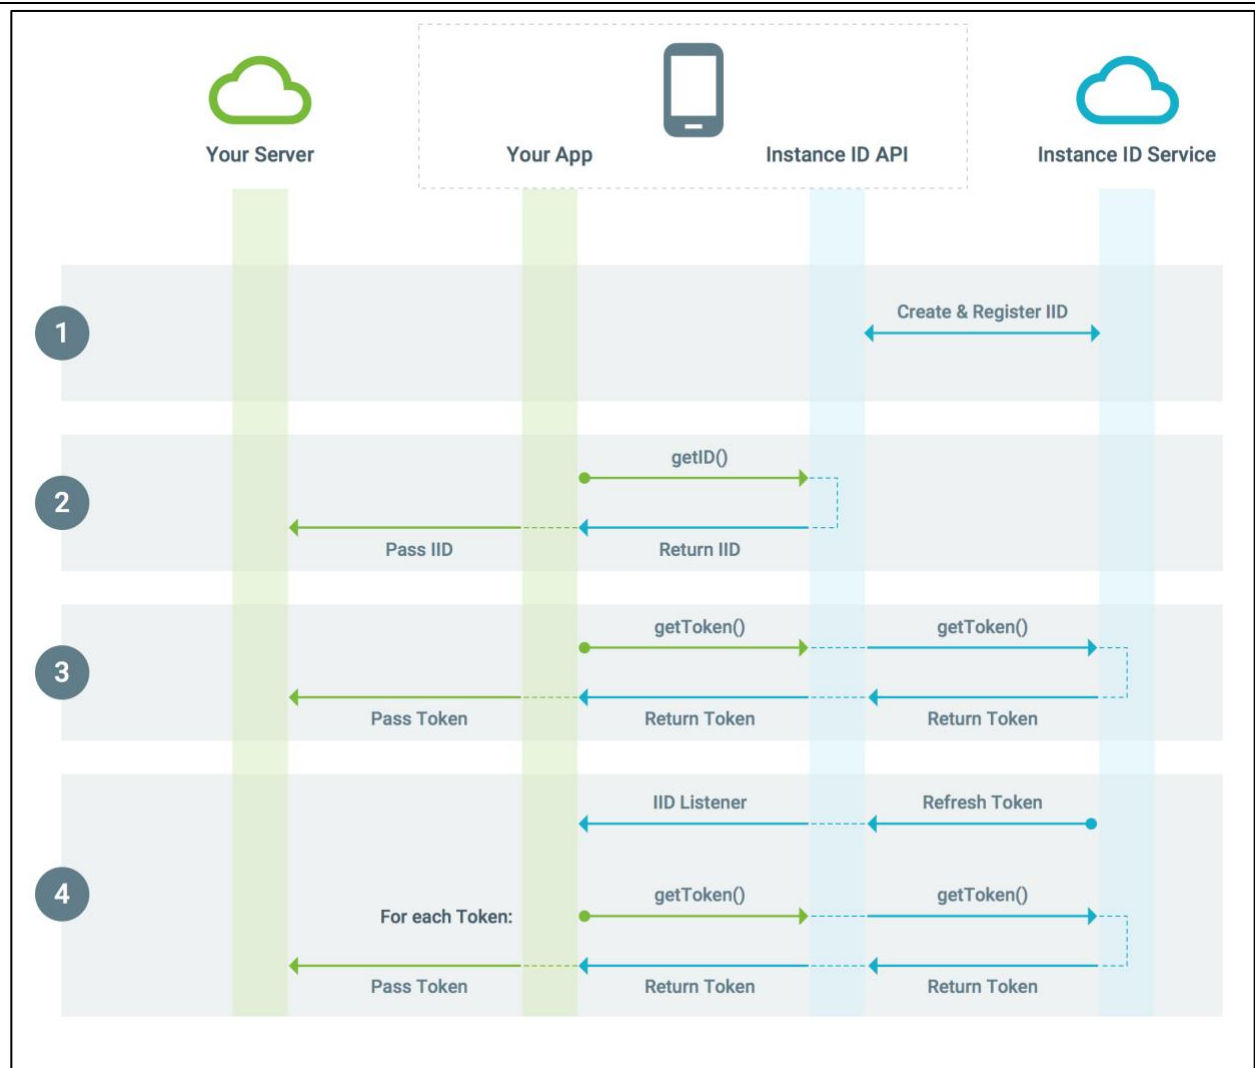 Your Server
Your App
Instance ID API
Instance ID Service
1
Create & Register IID
2
getID()
Pass IID
Return IID
3
getToken()
getToken()
Pass Token
Return Token
Return Token
4
IID Listener
Refresh Token
For each Token:
getToken()
getToken()
Pass Token
Return Token
Return Token